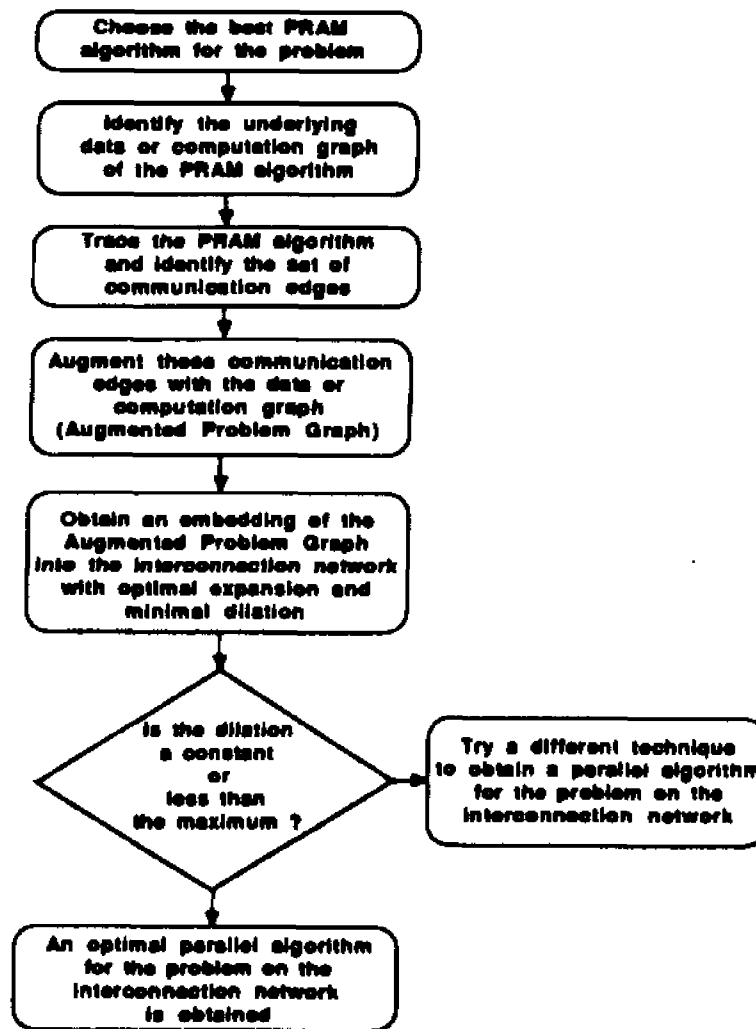 Choose the best PRAM
algorithm for the problem
Identify the underlying
data or computation graph
of the PRAM algorithm
Trace the PRAM algorithm
and identify the set of
communication edges
Augment these communication
edges with the data or
computation graph
(Augmented Problem Graph)
Obtain an embedding of the
Augmented Problem Graph
into the interconnection network
with optimal expansion and
minimal dilation
Is the dilation
a constant
or
less than
the maximum ?
Try a different technique
to obtain a parallel algorithm
for the problem on the
interconnection network
An optimal parallel algorithm
for the problem on the
interconnection network
is obtained